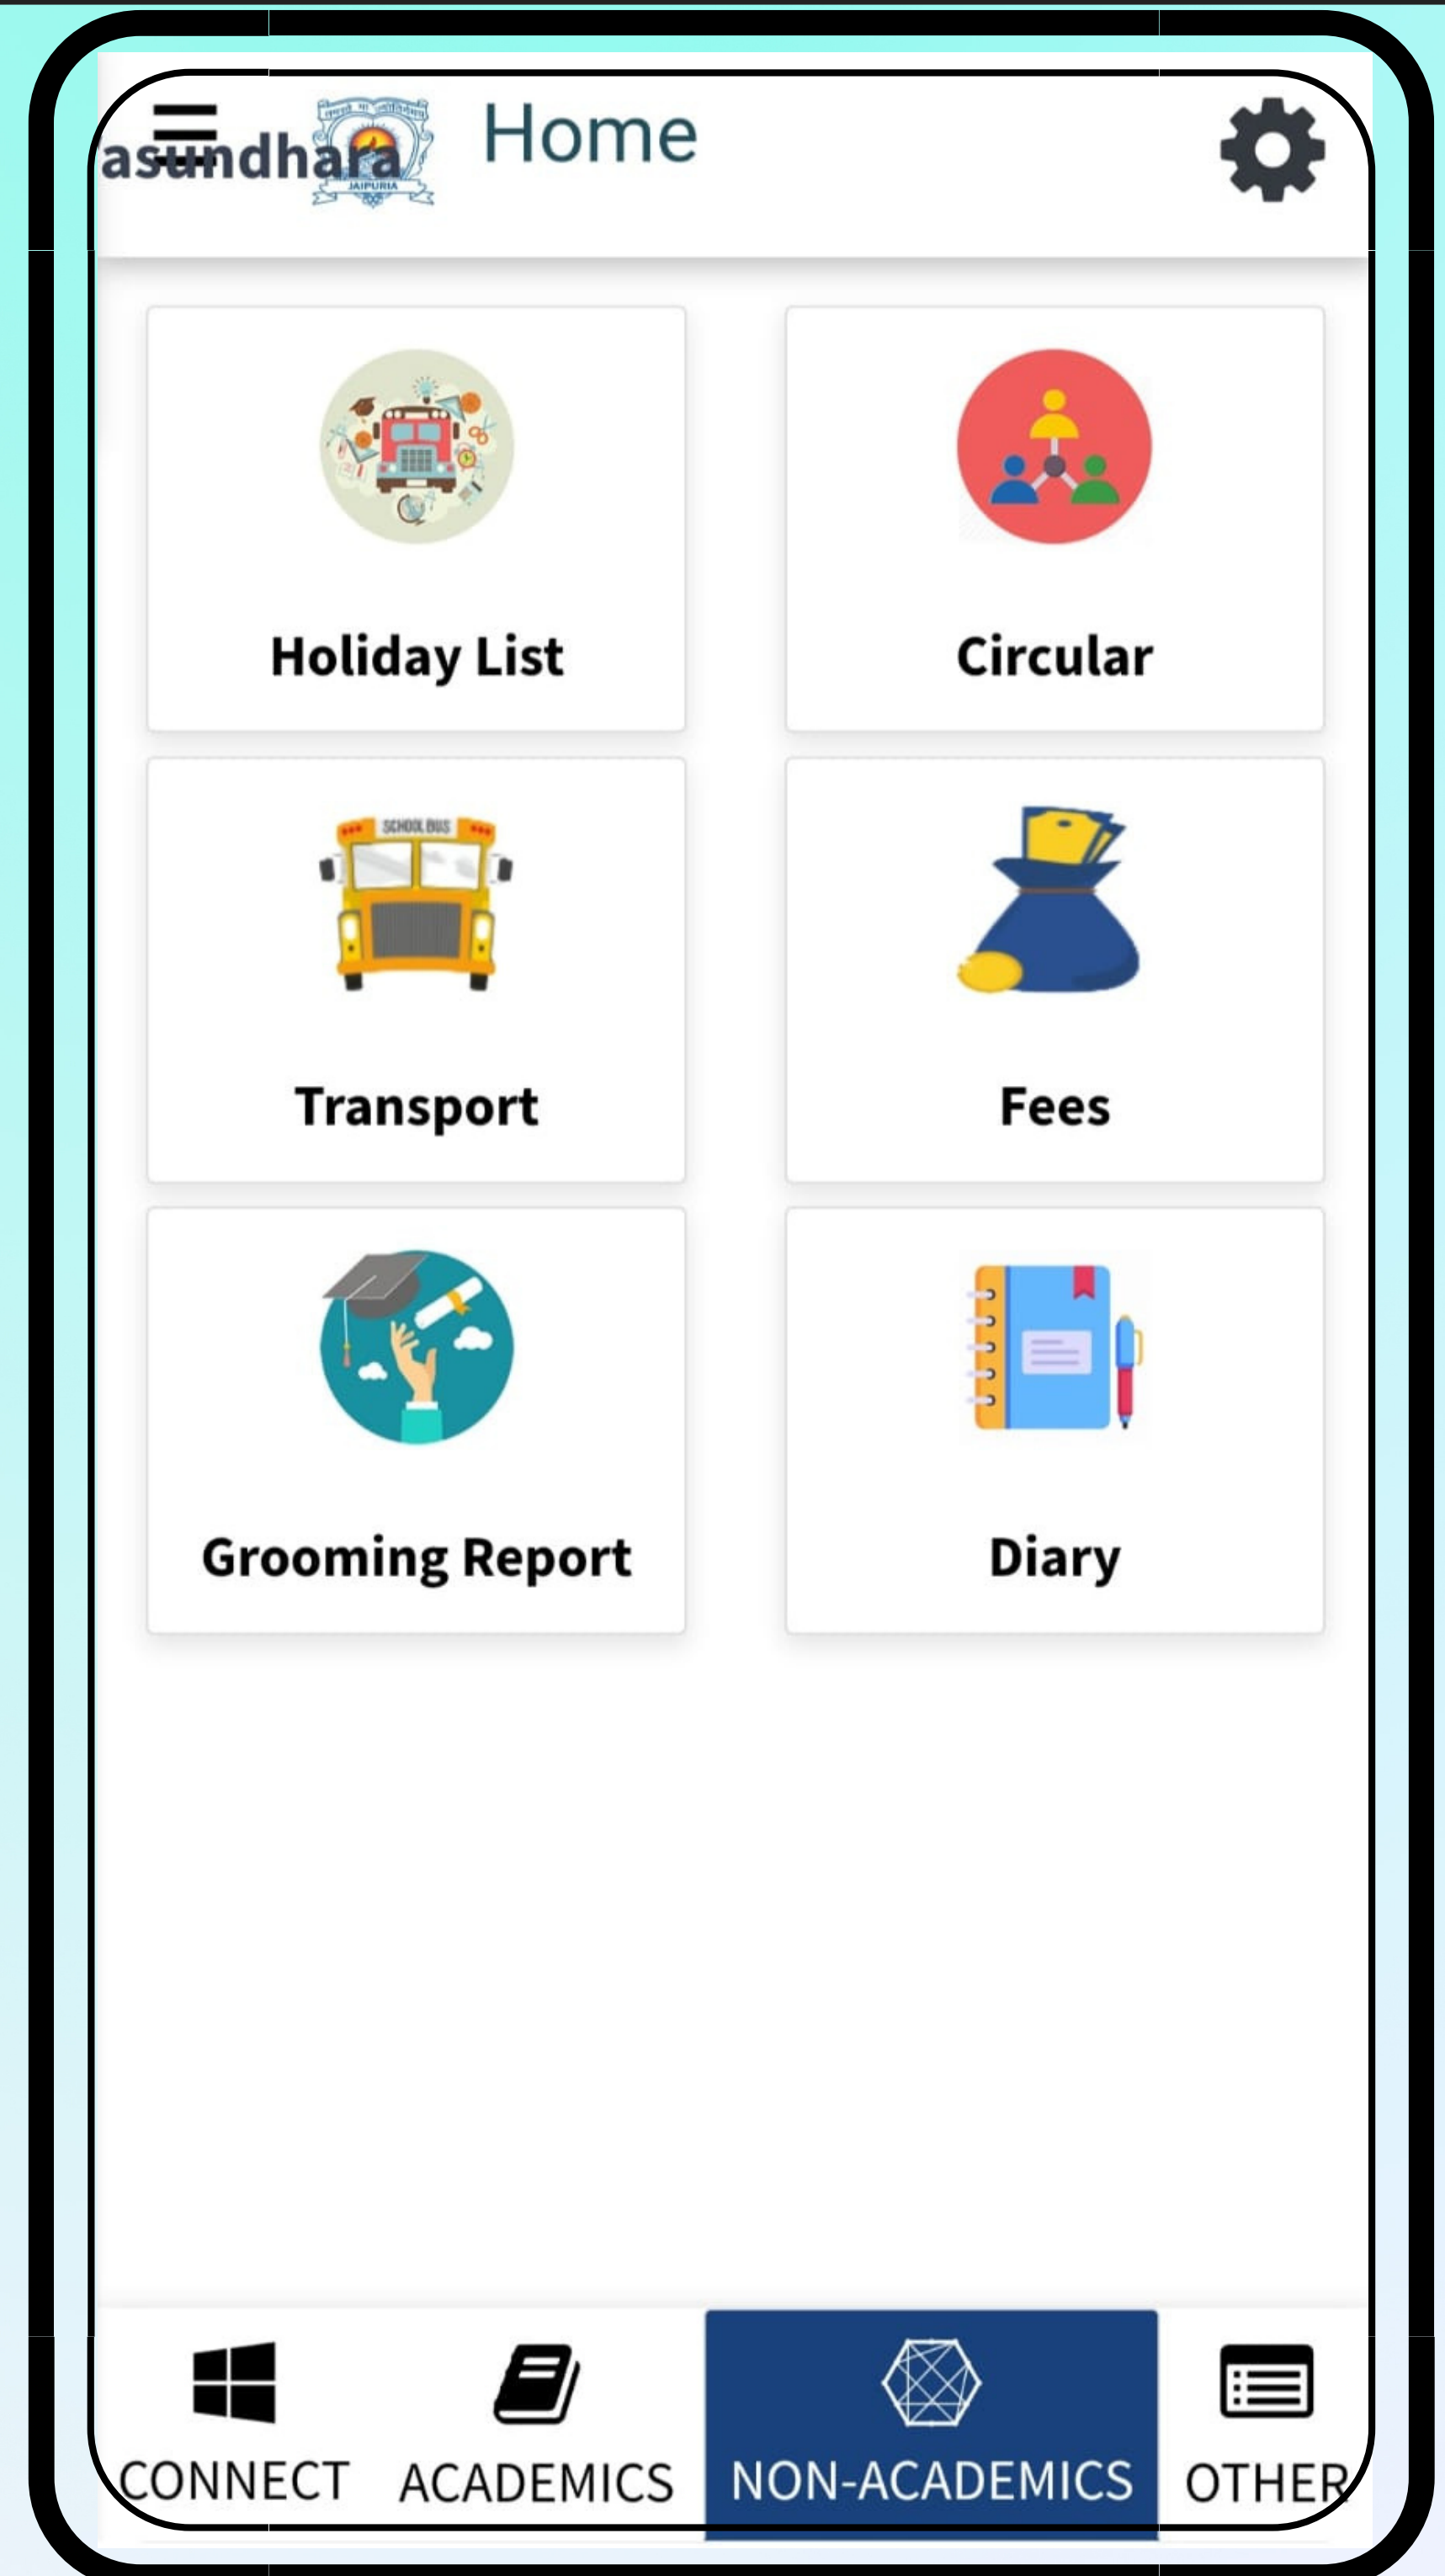 asundhara
JAIPURIA
Home
Holiday List
Circular
SCHOOL BUS
Transport
Fees
Grooming Report
Diary
CONNECT
ACADEMICS
NON-ACADEMICS
OTHER